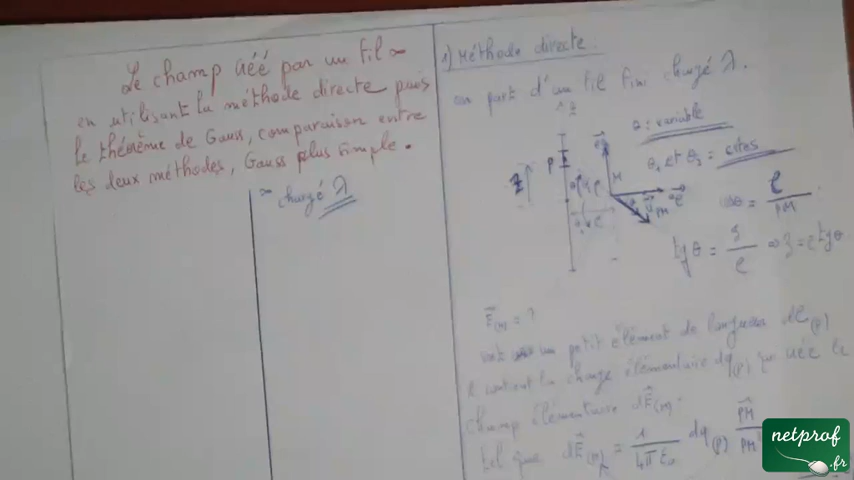 Le champ créé par un fil ∞
en utilisant la méthode directe puis
le théorème de Gauss, comparaison entre
les deux méthodes, Gauss plus simple.
∞ chargé λ
1) Méthode directe :
on part d'un fil fini chargé λ.
θ : variable
θ1 et θ2 = ctes
P
M
cos θ = ρ / PM
tg θ = z / ρ ⇒ z = ρ tg θ
E(M) = ?
soit un petit élément de longueur dl(P)
contient la charge élémentaire dq(P) qui crée le
champ élémentaire dE(M)
tel que dE(M) = 1 / 4πε0 dq(P) PM / PM
netprof
.fr